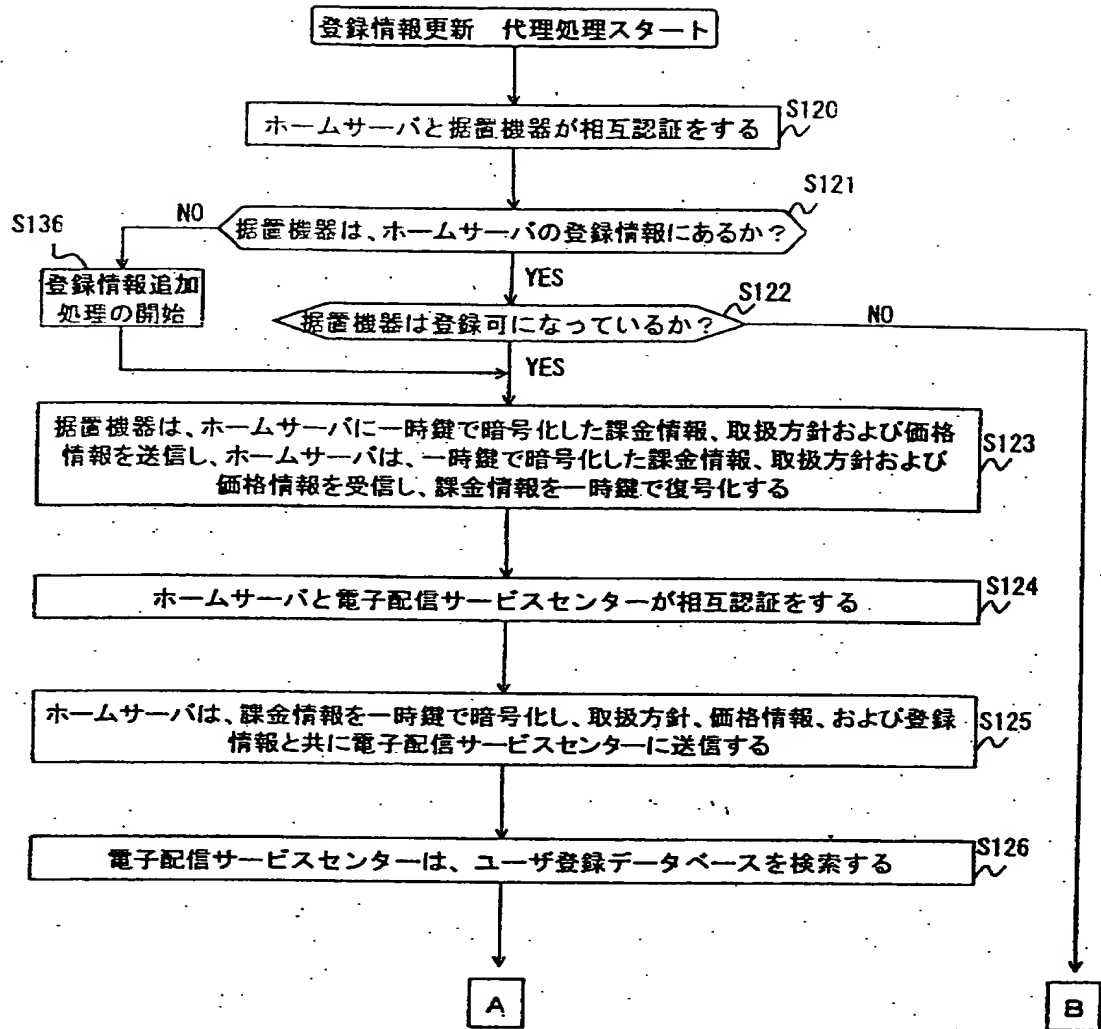 登録情報更新 代理処理スタート
S120
ホームサーバと据置機器が相互認証をする
S121
据置機器は、ホームサーバの登録情報にあるか?
NO
S136
登録情報追加
処理の開始
YES
S122
据置機器は登録可になっているか?
NO
YES
据置機器は、ホームサーバに一時鍵で暗号化した課金情報、取扱方針および価格
情報を送信し、ホームサーバは、一時鍵で暗号化した課金情報、取扱方針および
価格情報を受信し、課金情報を一時鍵で復号化する
S123
ホームサーバと電子配信サービスセンターが相互認証をする
S124
ホームサーバは、課金情報を一時鍵で暗号化し、取扱方針、価格情報、および登録
情報と共に電子配信サービスセンターに送信する
S125
電子配信サービスセンターは、ユーザ登録データベースを検索する
S126
A
B